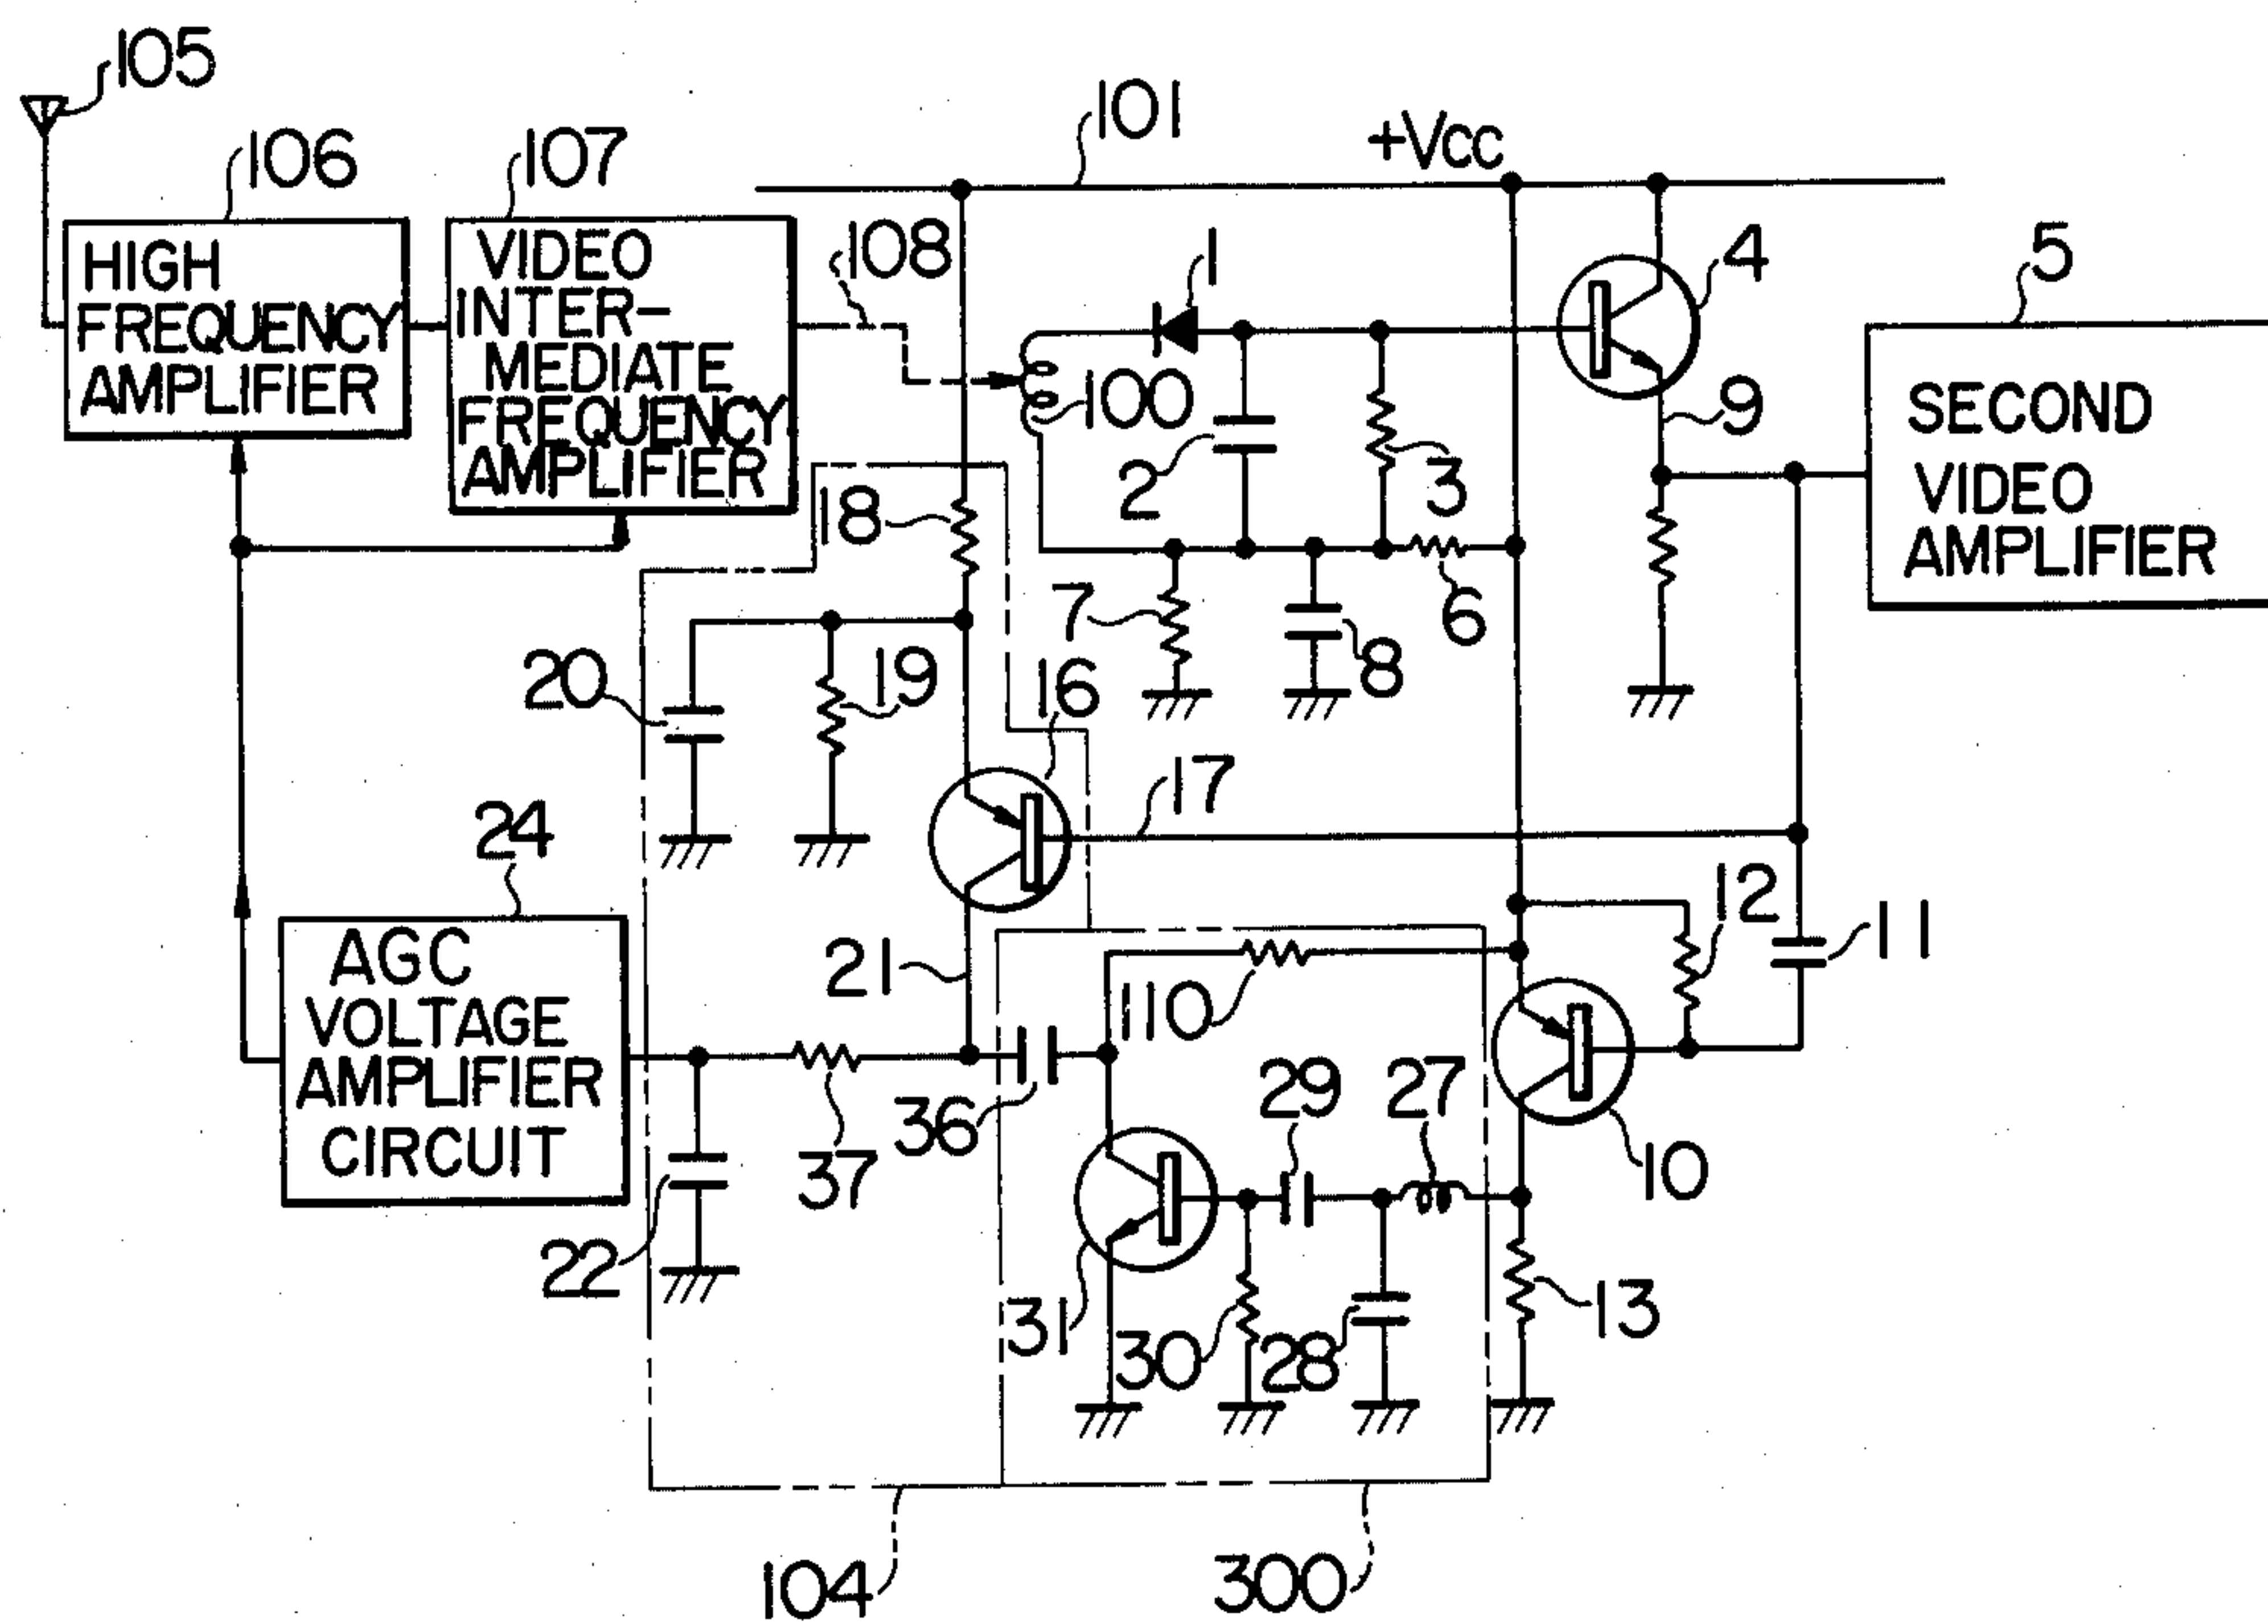 105
106
107
101
+Vcc
108
1
4
5
HIGH
FREQUENCY
AMPLIFIER
VIDEO
INTER-
MEDIATE
FREQUENCY
AMPLIFIER
100
2
3
9
SECOND
VIDEO
AMPLIFIER
18
7
8
6
20
19
16
17
24
12
11
AGC
VOLTAGE
AMPLIFIER
CIRCUIT
21
110
36
29
27
37
10
22
31
30
28
13
104
300